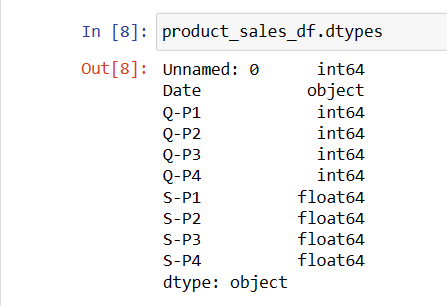 In [8]: product_sales_df.dtypes
Out[8]: Unnamed: 0 int64
Date object
Q-P1 int64
Q-P2 int64
Q-P3 int64
Q-P4 int64
S-P1 float64
S-P2 float64
S-P3 float64
S-P4 float64
dtype: object